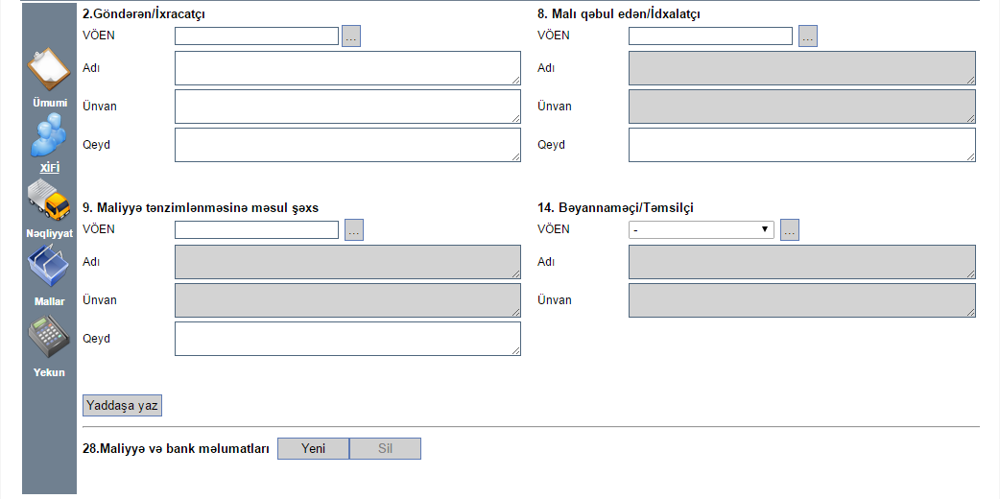 Ümumi
XİFİ
Nəqliyyat
Mallar
Yekun
2.Göndərən/İxracatçı
VÖEN ...
Adı
Ünvan
Qeyd
8. Malı qəbul edən/İdxalatçı
VÖEN ...
Adı
Ünvan
Qeyd
9. Maliyyə tənzimlənməsinə məsul şəxs
VÖEN ...
Adı
Ünvan
Qeyd
14. Bəyannaməçi/Təmsilçi
VÖEN - ...
Adı
Ünvan
Yaddaşa yaz
28.Maliyyə və bank məlumatları Yeni Sil